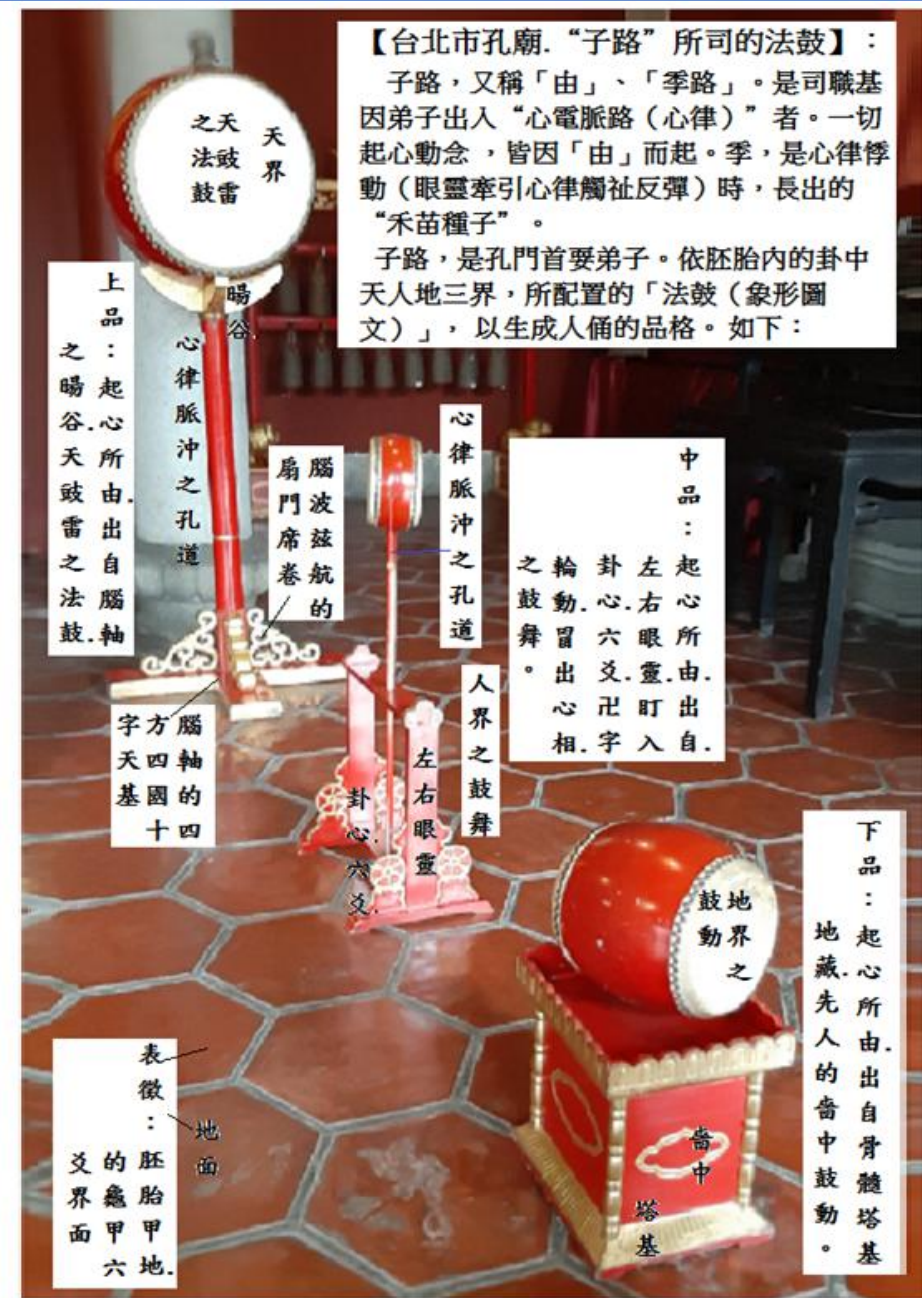 【台北市孔廟.“子路”所司的法鼓】：
子路，又稱「由」、「季路」。是司職基
因弟子出入“心電脈路（心律）”者。一切
起心動念 ，皆因「由」而起。季，是心律悸
動（眼靈牽引心律觸祉反彈）時，長出的
“禾苗種子”。
子路，是孔門首要弟子。依胚胎內的卦中
天人地三界，所配置的「法鼓（象形圖
文）」， 以生成人俑的品格。如下：
天界
天豉雷
之法鼓
暘谷.
心律脈沖之孔道
上品：起心所由.出自腦軸
之暘谷.天豉雷之法鼓.
腦波茲航的
扇門席卷
腦軸的四
方四國十
字天基
心律脈沖之孔道
人界之鼓舞
左右眼靈
卦心.六爻.
中品：
起心所由.出自.
左右眼靈盯入
卦心.六爻.卍字
輪動.冒出心相.
之鼓舞。
地界之
鼓動
嗇中
塔基
下品：起心所由.出自骨髓塔基
地藏.先人的嗇中鼓動。
地面
表徵：胚胎甲地.
的龜甲六
爻界面